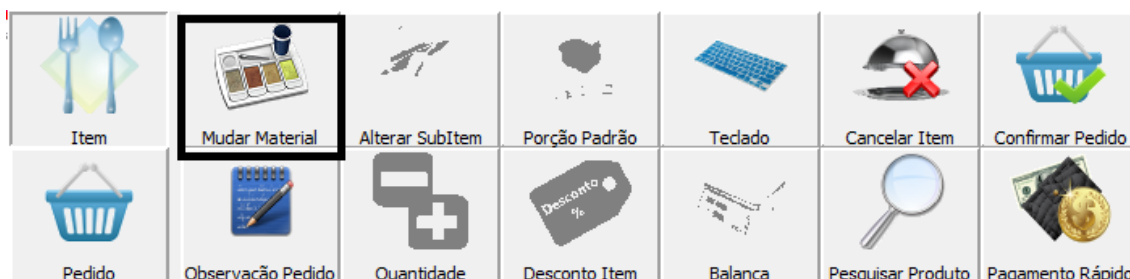 Item
Mudar Material
Alterar SubItem
Porção Padrão
Teclado
Cancelar Item
Confirmar Pedido
Desconto
%
Pedido
Observação Pedido
Quantidade
Desconto Item
Balança
Pesquisar Produto
Pagamento Rápido